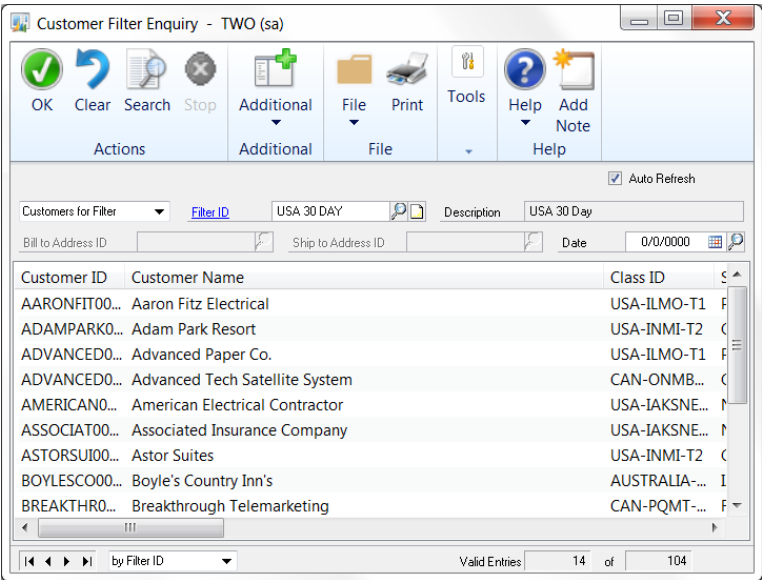 Customer Filter Enquiry - TWO (sa)
OK Clear Search Stop Additional File Print Tools Help Add Note
Actions Additional File Help
Auto Refresh
Customers for Filter Filter ID USA 30 DAY Description USA 30 Day
Bill to Address ID Ship to Address ID Date 0/0/0000
Customer ID Customer Name Class ID S
AARONFIT00... Aaron Fitz Electrical USA-ILMO-T1
ADAMPARK0... Adam Park Resort USA-INMI-T2
ADVANCED0... Advanced Paper Co. USA-ILMO-T1
ADVANCED0... Advanced Tech Satellite System CAN-ONMB...
AMERICAN0... American Electrical Contractor USA-IAKSNE...
ASSOCIAT00... Associated Insurance Company USA-IAKSNE...
ASTORSUI00... Astor Suites USA-INMI-T2
BOYLESCO00... Boyle's Country Inn's AUSTRALIA-...
BREAKTHR0... Breakthrough Telemarketing CAN-PQMT-...
by Filter ID Valid Entries 14 of 104